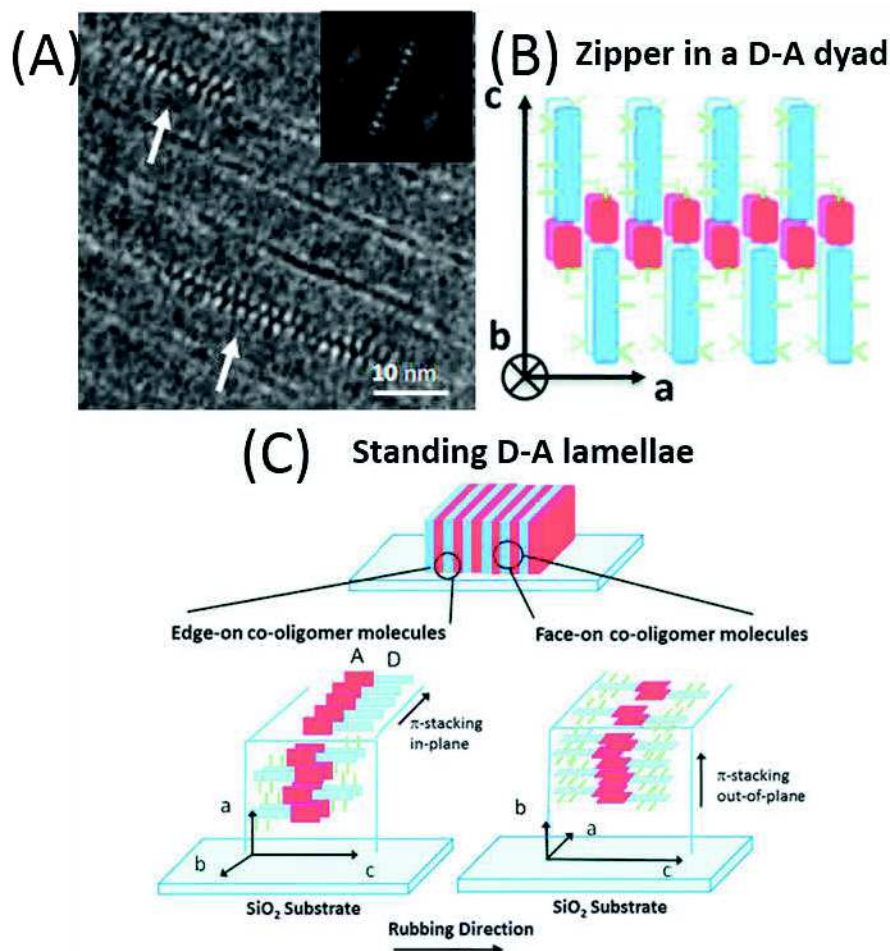 (A)
10 nm
(B) Zipper in a D-A dyad
c
b
a
(C) Standing D-A lamellae
Edge-on co-oligomer molecules
Face-on co-oligomer molecules
A D
π-stacking
in-plane
a
b
c
SiO₂ Substrate
π-stacking
out-of-plane
b
a
c
SiO₂ Substrate
Rubbing Direction